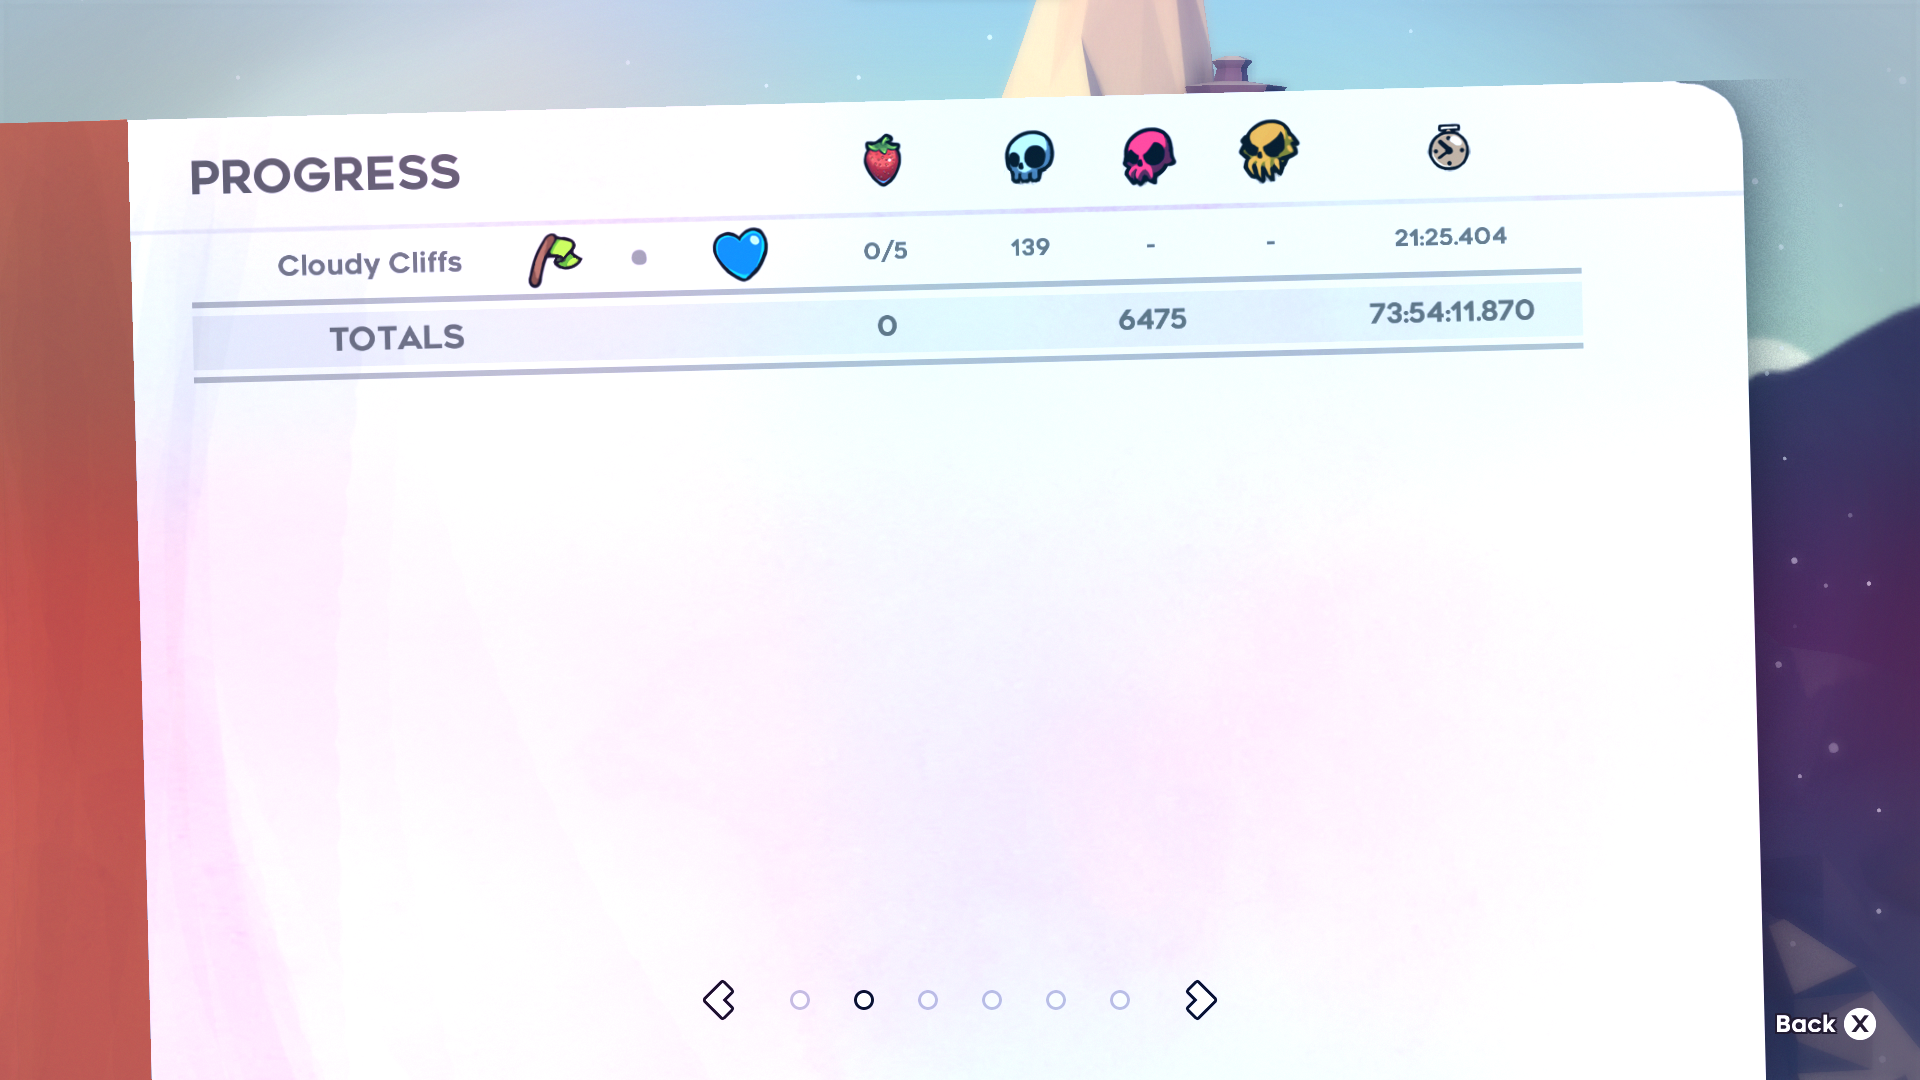 PROGRESS
Cloudy Cliffs 0/5 139 - - 21:25.404
TOTALS 0 6475 73:54:11.870
Back X